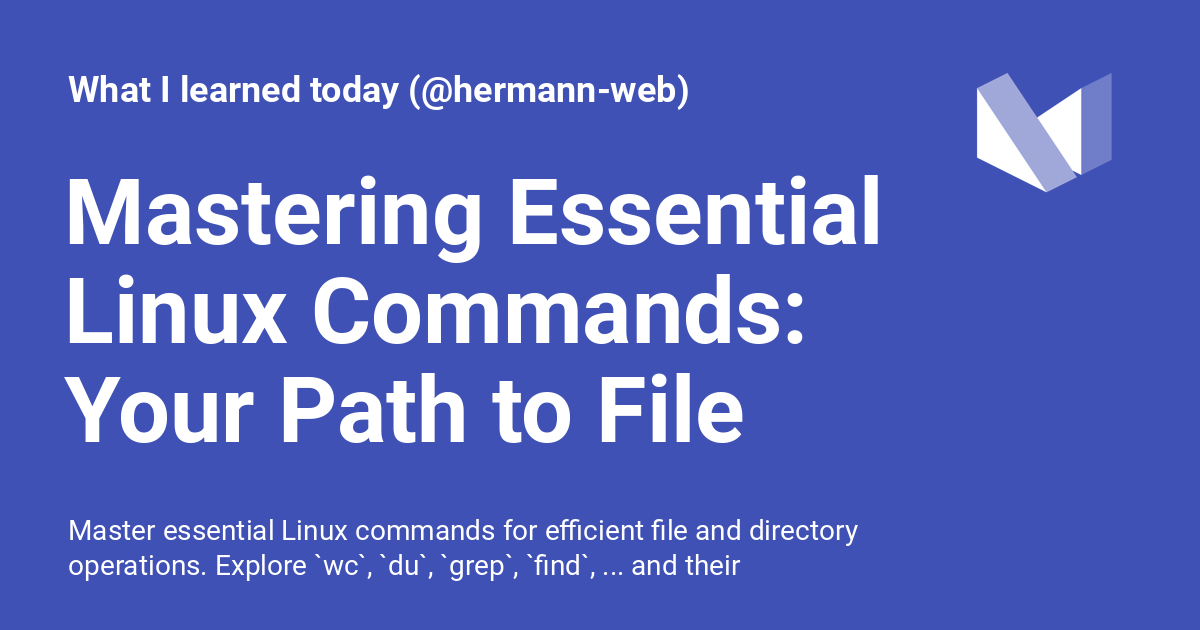 What I learned today (@hermann-web)
Mastering Essential
Linux Commands:
Your Path to File
Master essential Linux commands for efficient file and directory
operations. Explore `wc`, `du`, `grep`, `find`, ... and their